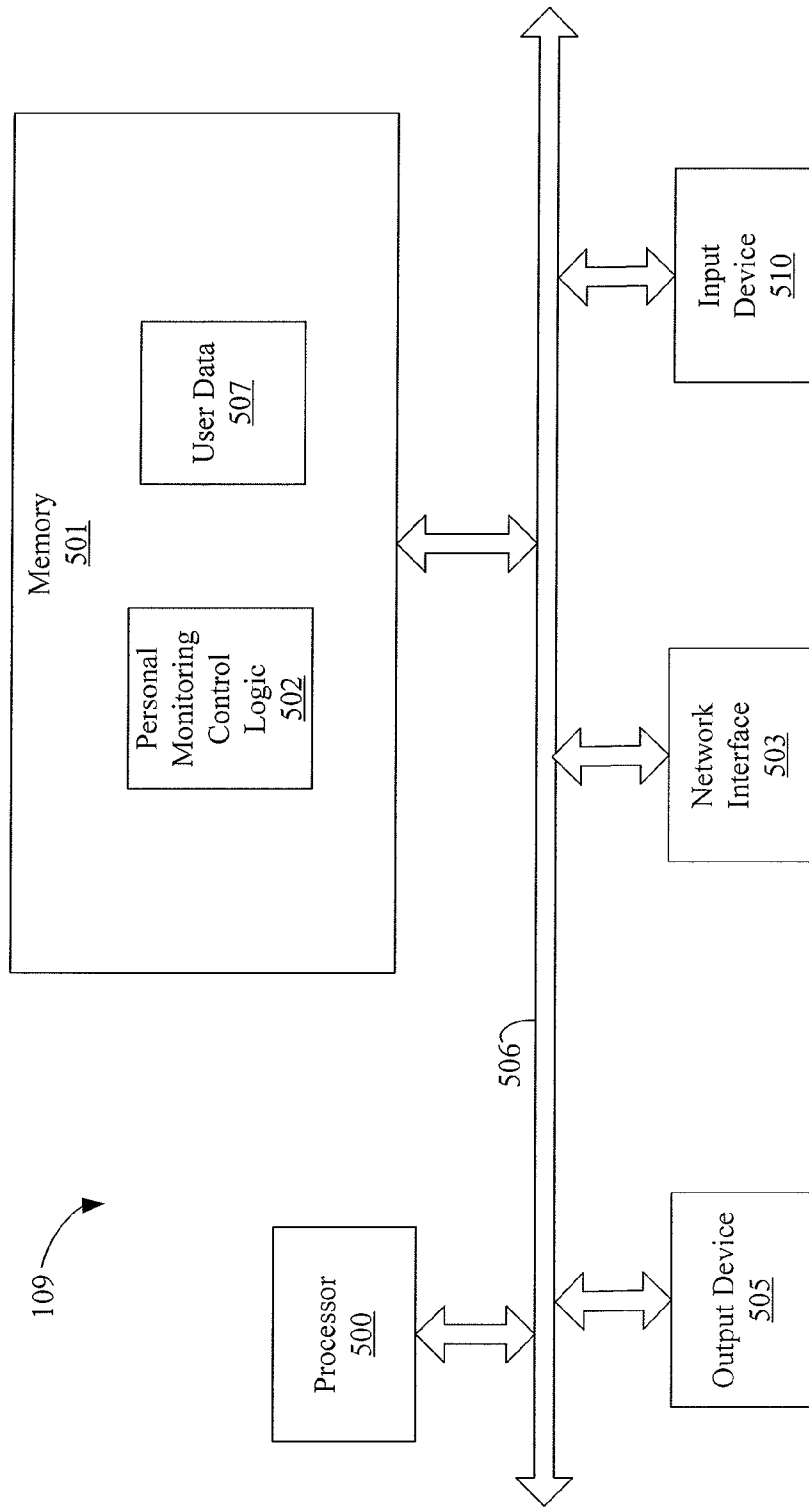 109
Processor
500
Memory
501
Personal
Monitoring
Control
Logic
502
User Data
507
506
Output Device
505
Network
Interface
503
Input
Device
510